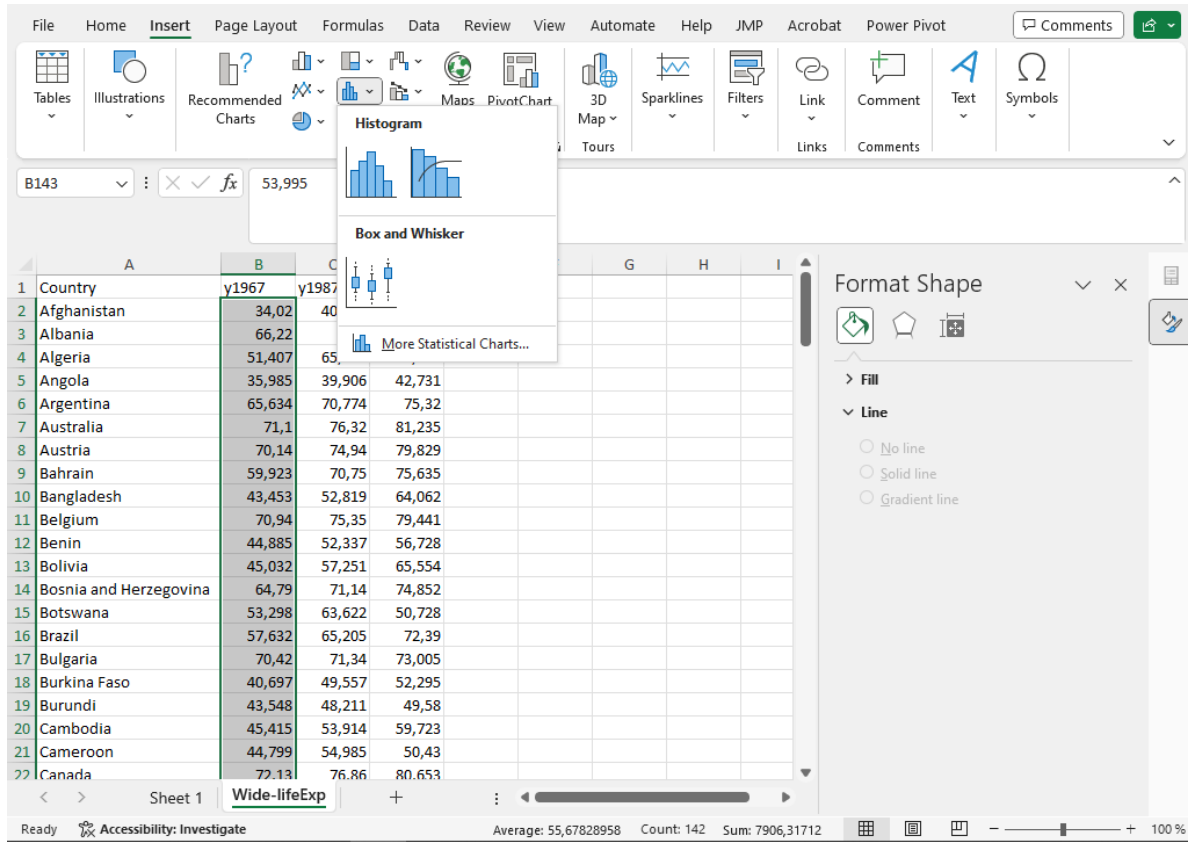 File Home Insert Page Layout Formulas Data Review View Automate Help JMP Acrobat Power Pivot Comments
Tables Illustrations Recommended Charts Maps PivotChart 3D Map Sparklines Filters Link Comment Text Symbols
Tours Links Comments
Histogram
Box and Whisker
More Statistical Charts...
B143 fx 53,995
A B C G H I
1 Country y1967 y1987
2 Afghanistan 34,02 40
3 Albania 66,22
4 Algeria 51,407 65,
5 Angola 35,985 39,906 42,731
6 Argentina 65,634 70,774 75,32
7 Australia 71,1 76,32 81,235
8 Austria 70,14 74,94 79,829
9 Bahrain 59,923 70,75 75,635
10 Bangladesh 43,453 52,819 64,062
11 Belgium 70,94 75,35 79,441
12 Benin 44,885 52,337 56,728
13 Bolivia 45,032 57,251 65,554
14 Bosnia and Herzegovina 64,79 71,14 74,852
15 Botswana 53,298 63,622 50,728
16 Brazil 57,632 65,205 72,39
17 Bulgaria 70,42 71,34 73,005
18 Burkina Faso 40,697 49,557 52,295
19 Burundi 43,548 48,211 49,58
20 Cambodia 45,415 53,914 59,723
21 Cameroon 44,799 54,985 50,43
22 Canada 72,13 76,86 80,653
Format Shape
Fill
Line
No line
Solid line
Gradient line
Sheet 1 Wide-lifeExp
Ready Accessibility: Investigate Average: 55,67828958 Count: 142 Sum: 7906,31712 100 %